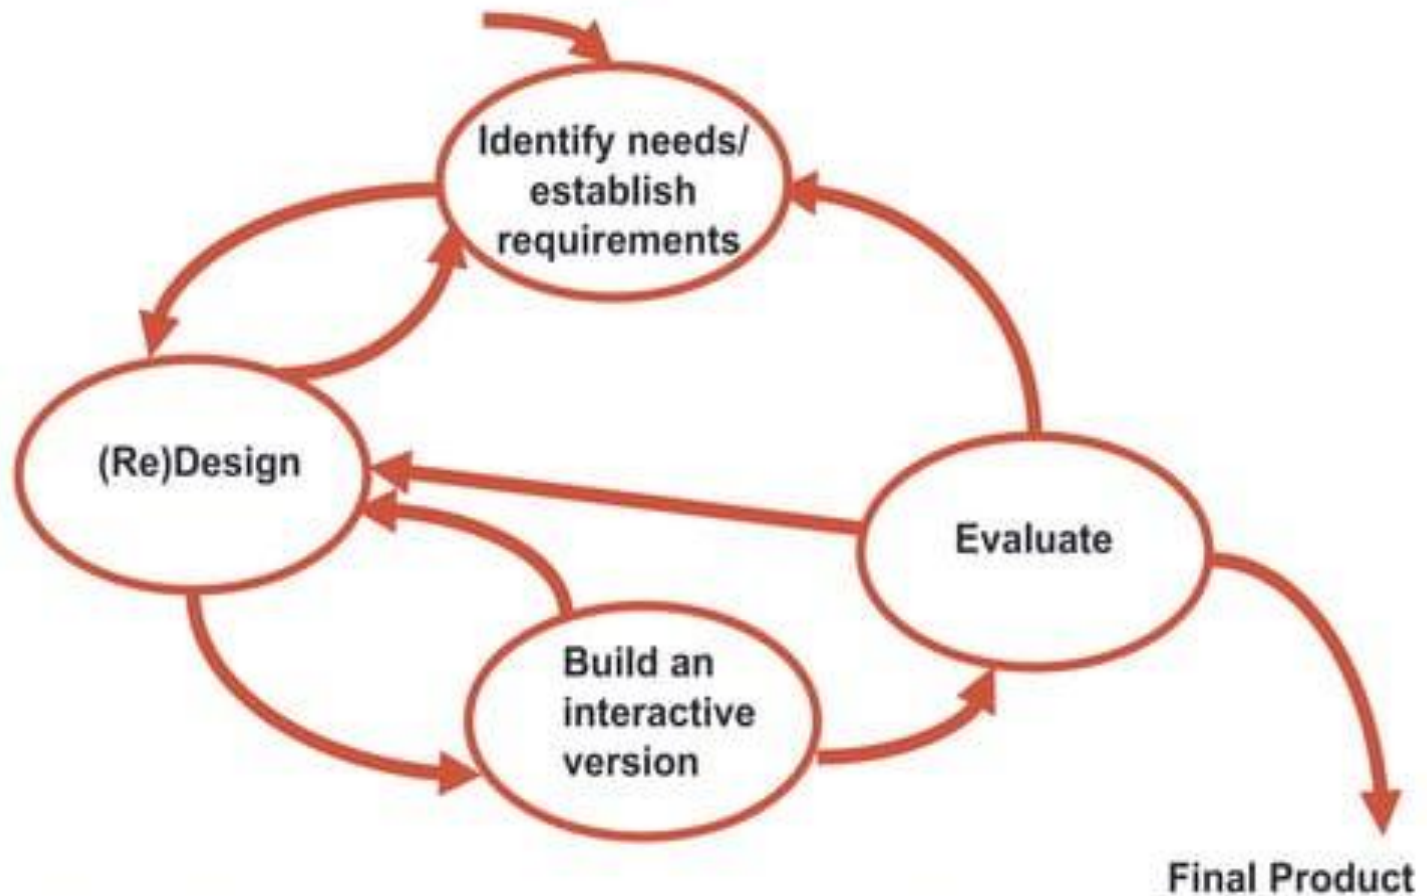 Identify needs/
establish
requirements
(Re)Design
Evaluate
Build an
interactive
version
Final Product